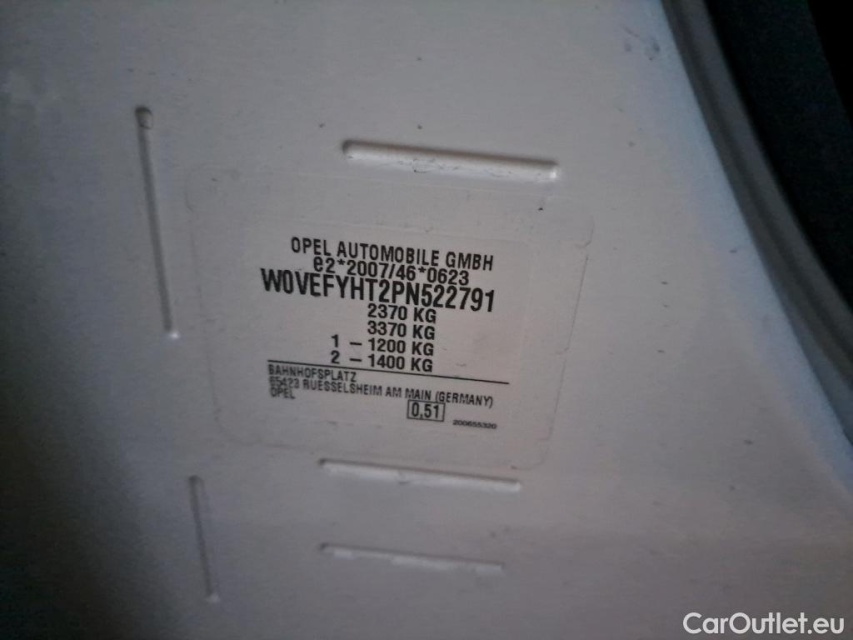 OPEL AUTOMOBILE GMBH
e2*2007/46*0623
W0VEFYHT2PN522791
2370 KG
3370 KG
1 – 1200 KG
2 – 1400 KG
BAHNHOFSPLATZ
65423 RUESSELSHEIM AM MAIN (GERMANY)
OPEL
0,51
200655320
CarOutlet.eu